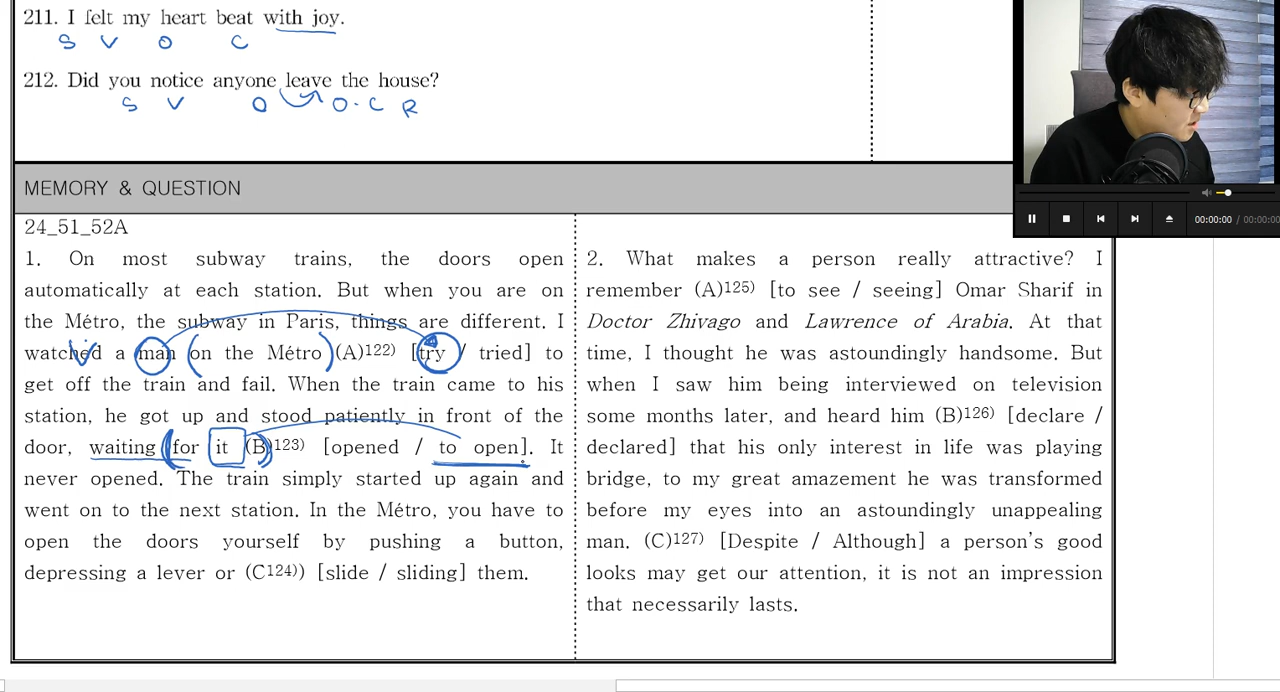 211. I felt my heart beat with joy.
S V O C
212. Did you notice anyone leave the house?
S V O O·C R
MEMORY & QUESTION
24_51_52A
1. On most subway trains, the doors open
automatically at each station. But when you are on
the Métro, the subway in Paris, things are different. I
watched a man on the Métro (A)122) [try / tried] to
get off the train and fail. When the train came to his
station, he got up and stood patiently in front of the
door, waiting for it (B)123) [opened / to open]. It
never opened. The train simply started up again and
went on to the next station. In the Métro, you have to
open the doors yourself by pushing a button,
depressing a lever or (C124)) [slide / sliding] them.
2. What makes a person really attractive? I
remember (A)125) [to see / seeing] Omar Sharif in
Doctor Zhivago and Lawrence of Arabia. At that
time, I thought he was astoundingly handsome. But
when I saw him being interviewed on television
some months later, and heard him (B)126) [declare /
declared] that his only interest in life was playing
bridge, to my great amazement he was transformed
before my eyes into an astoundingly unappealing
man. (C)127) [Despite / Although] a person's good
looks may get our attention, it is not an impression
that necessarily lasts.
V
00:00:00 / 00:00:00